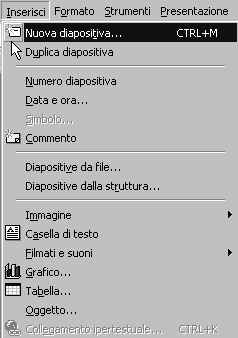 Inserisci Formato Strumenti Presentazione
Nuova diapositiva... CTRL+M
Duplica diapositiva
Numero diapositiva
Data e ora...
Simbolo...
Commento
Diapositive da file...
Diapositive dalla struttura...
Immagine
Casella di testo
Filmati e suoni
Grafico...
Tabella...
Oggetto...
Collegamento ipertestuale... CTRL+K